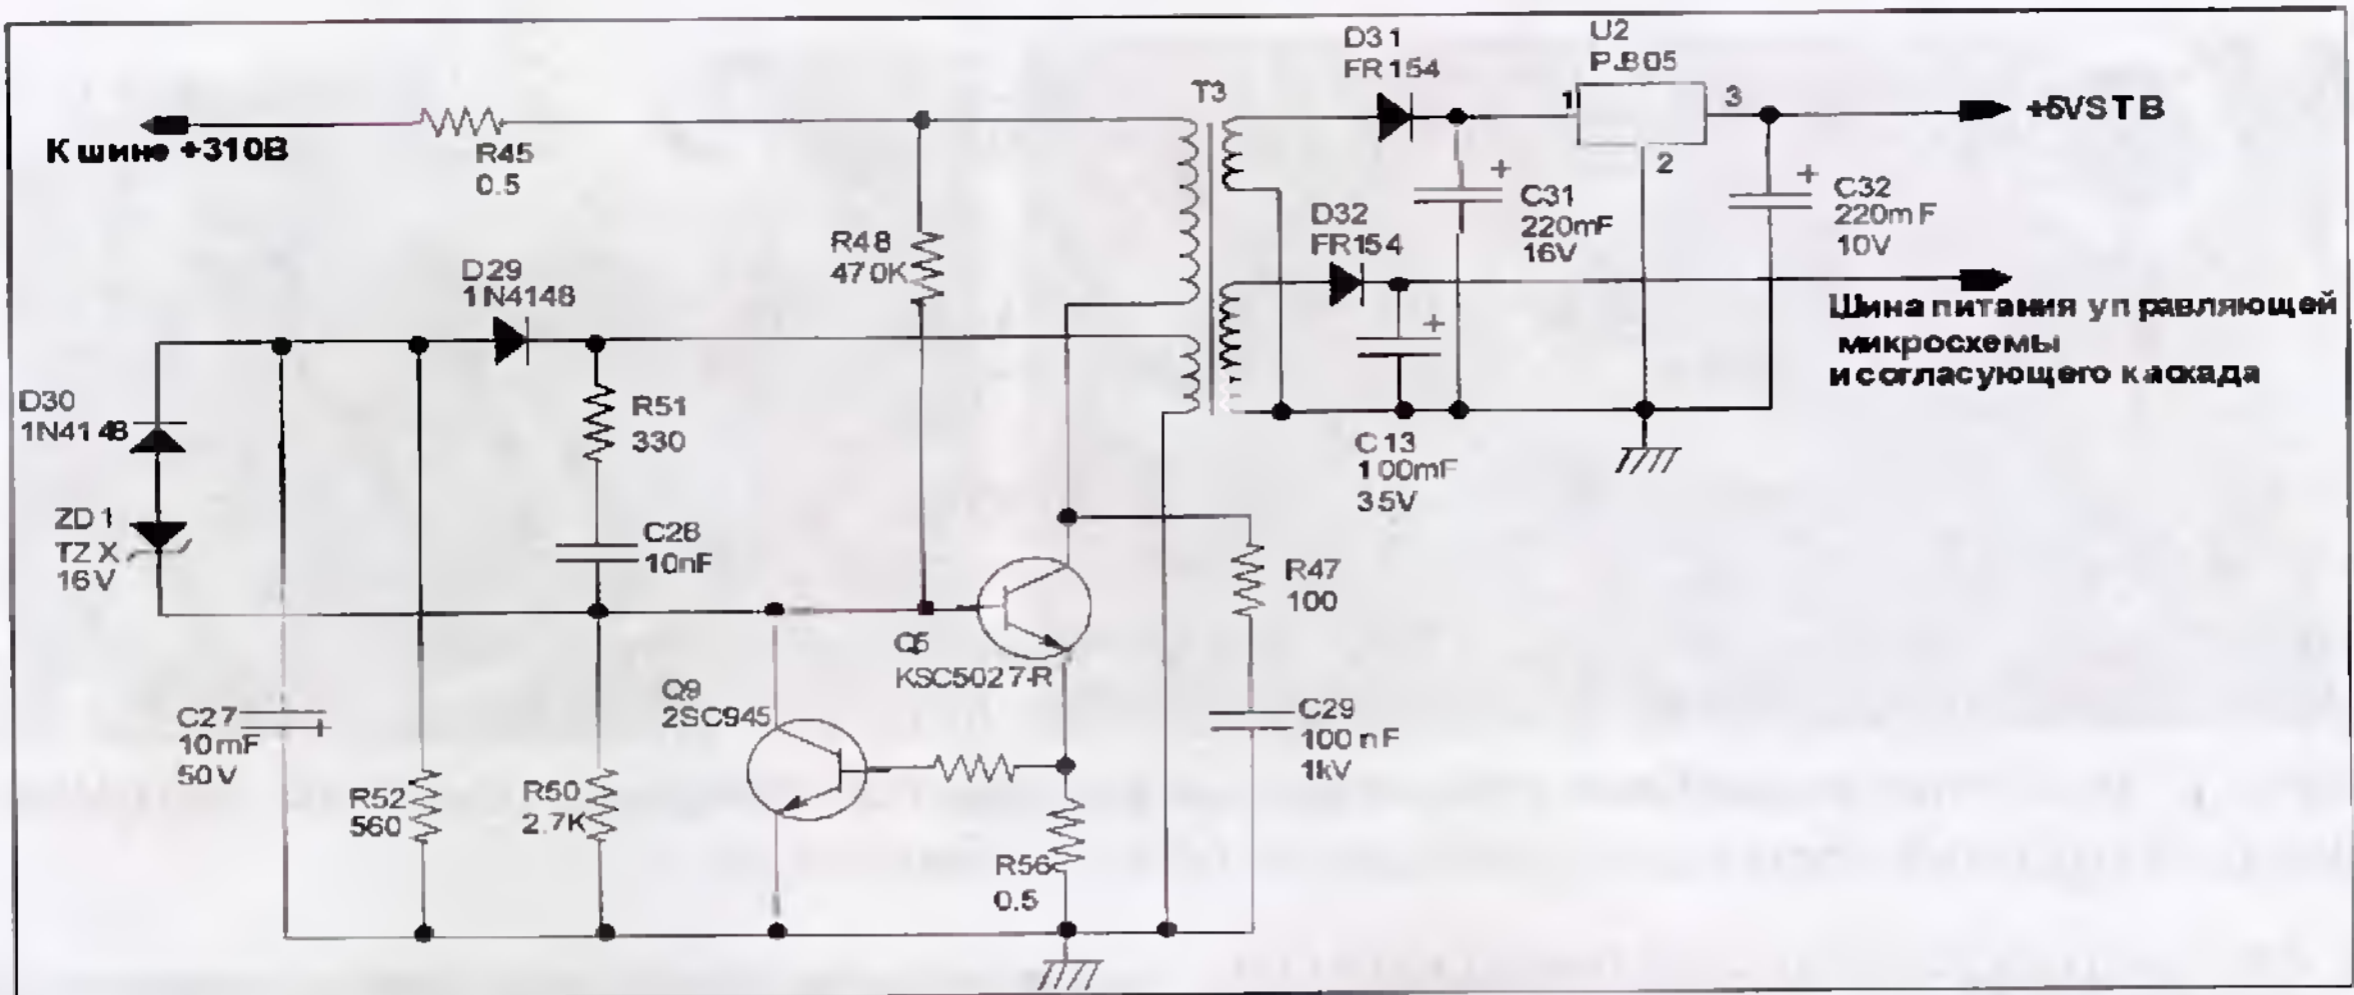 К шине +310В
R45
0.5
T3
D31
FR154
U2
PJ805
1
3
2
+5VSTB
C31
220mF
16V
C32
220mF
10V
D32
FR154
Шина питания управляющей
микросхемы
и согласующего каскада
C13
100mF
35V
R48
470K
D29
1N4148
D30
1N4148
R51
330
ZD1
TZX
16V
C28
10nF
Q5
KSC5027-R
R47
100
Q9
2SC945
C27
10mF
50V
C29
100nF
1kV
R52
560
R50
2.7K
R56
0.5